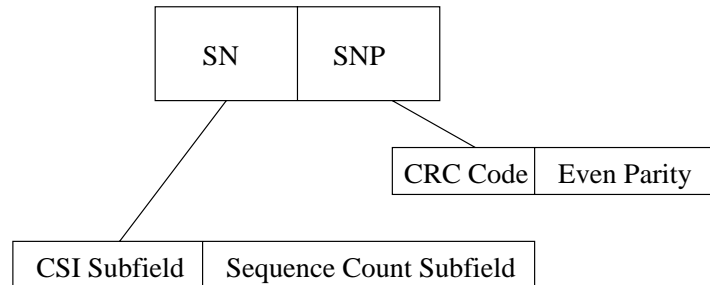 SN SNP
CRC Code Even Parity
CSI Subfield Sequence Count Subfield